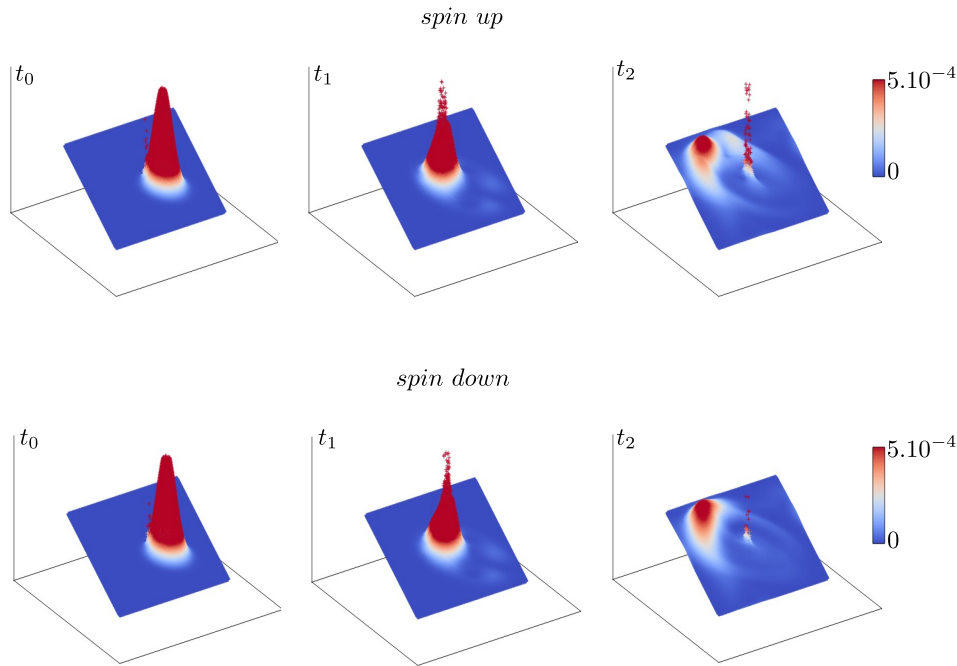 spin up
t₀
t₁
t₂
5.10⁻⁴
0
spin down
t₀
t₁
t₂
5.10⁻⁴
0